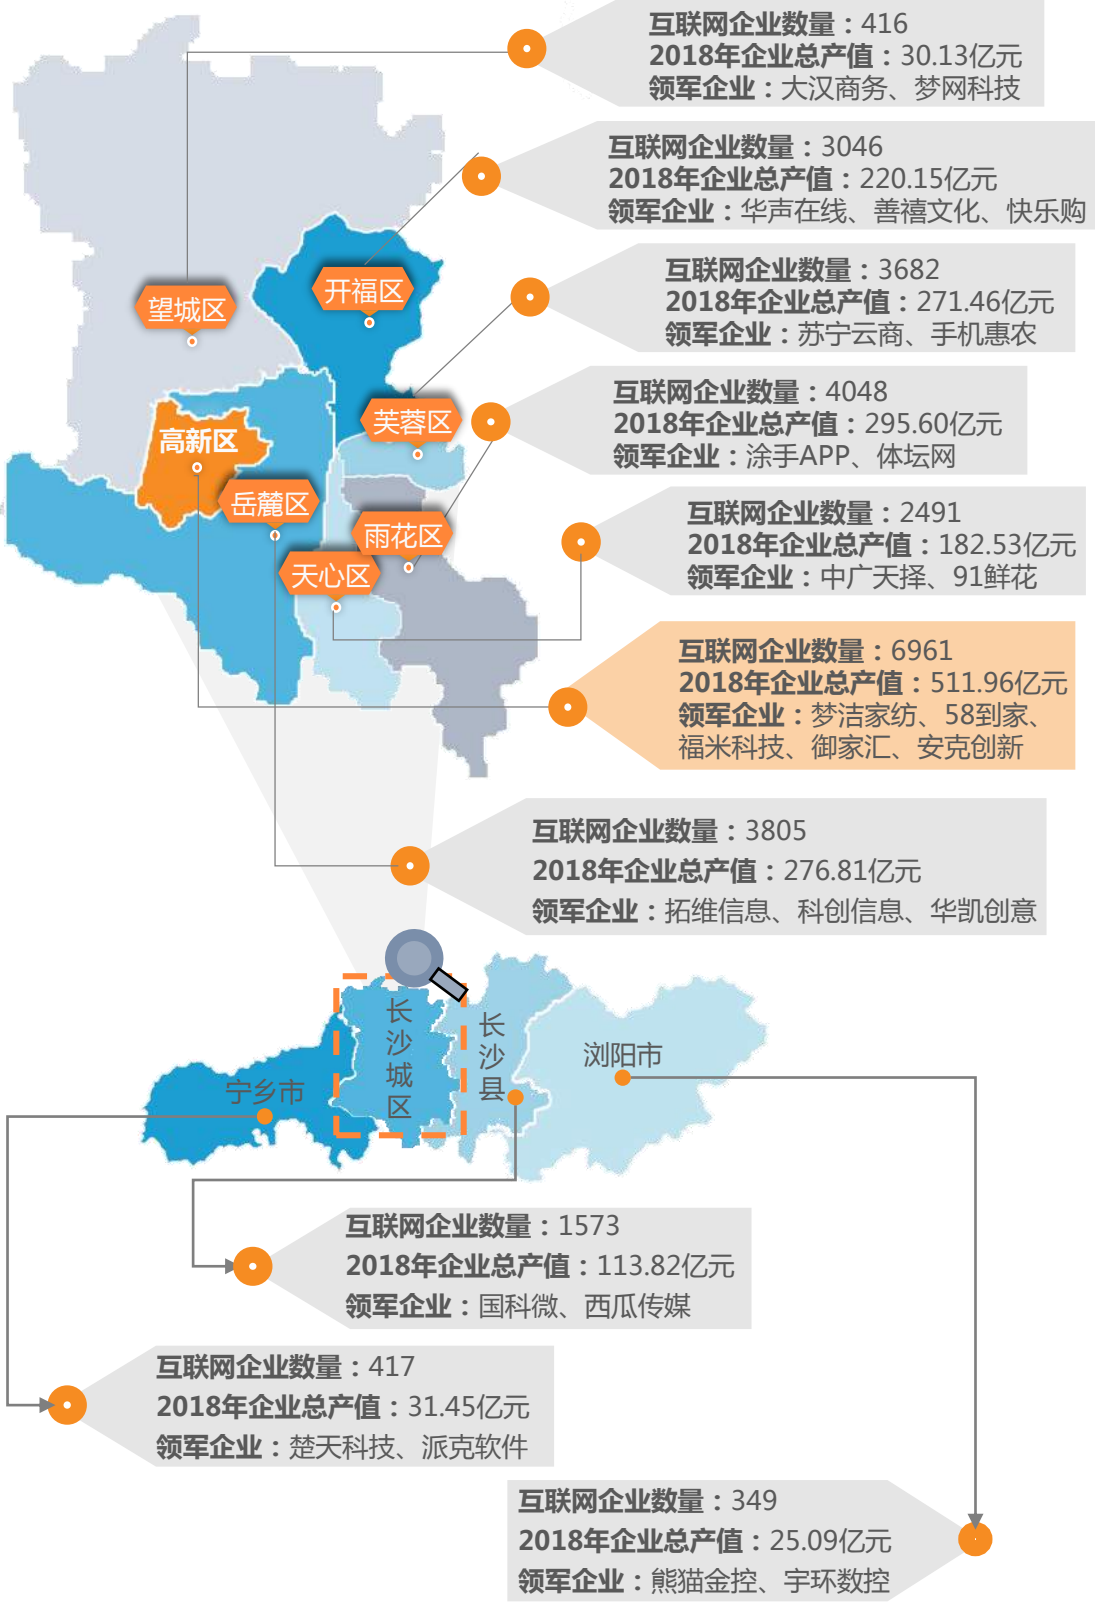 互联网企业数量：416
2018年企业总产值：30.13亿元
领军企业：大汉商务、梦网科技
互联网企业数量：3046
2018年企业总产值：220.15亿元
领军企业：华声在线、善禧文化、快乐购
互联网企业数量：3682
2018年企业总产值：271.46亿元
领军企业：苏宁云商、手机惠农
互联网企业数量：4048
2018年企业总产值：295.60亿元
领军企业：涂手APP、体坛网
互联网企业数量：2491
2018年企业总产值：182.53亿元
领军企业：中广天择、91鲜花
互联网企业数量：6961
2018年企业总产值：511.96亿元
领军企业：梦洁家纺、58到家、
福米科技、御家汇、安克创新
互联网企业数量：3805
2018年企业总产值：276.81亿元
领军企业：拓维信息、科创信息、华凯创意
望城区
开福区
芙蓉区
高新区
岳麓区
雨花区
天心区
宁乡市
长沙城区
长沙县
浏阳市
互联网企业数量：1573
2018年企业总产值：113.82亿元
领军企业：国科微、西瓜传媒
互联网企业数量：417
2018年企业总产值：31.45亿元
领军企业：楚天科技、派克软件
互联网企业数量：349
2018年企业总产值：25.09亿元
领军企业：熊猫金控、宇环数控